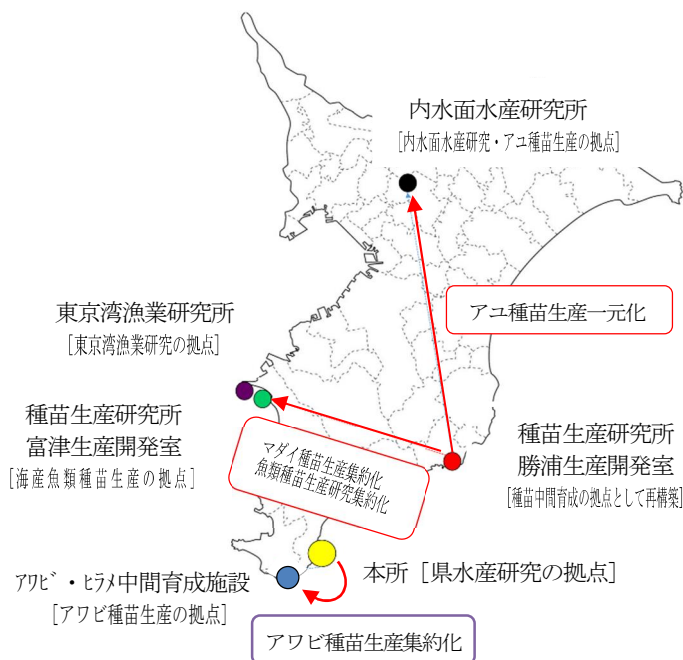 内水面水産研究所
[内水面水産研究・アユ種苗生産の拠点]
アユ種苗生産一元化
東京湾漁業研究所
[東京湾漁業研究の拠点]
種苗生産研究所
富津生産開発室
[海産魚類種苗生産の拠点]
マダイ種苗生産集約化
魚類種苗生産研究集約化
種苗生産研究所
勝浦生産開発室
[種苗中間育成の拠点として再構築]
本所［県水産研究の拠点］
ｱﾜﾋﾞ・ﾋﾗﾒ中間育成施設
[アワビ種苗生産の拠点]
アワビ種苗生産集約化